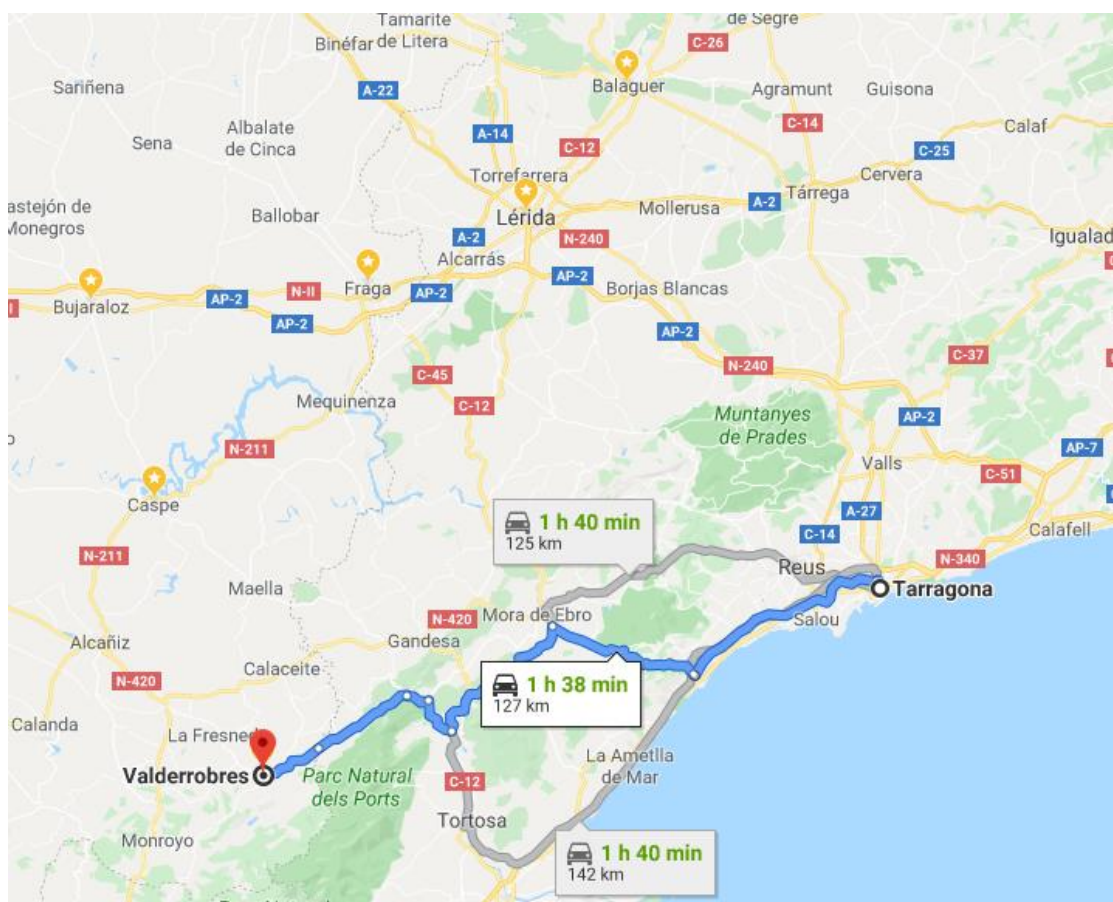 Tamarite
de Litera
de Segre
Binéfar
C-26
Balaguer
Sariñena
A-22
Agramunt
Guisona
Albalate
de Cinca
A-14
C-14
Calaf
Sena
C-12
C-25
Torrefarrera
Cervera
Tárrega
astejón de
Monegros
Ballobar
Lérida
Mollerusa
A-2
A-2
N-240
Igualad
Alcarrás
AP-2
Fraga
N-II
AP-2
AP-2
Borjas Blancas
Bujaraloz
AP-2
AP-2
C-37
N-240
C-45
Mequinenza
C-12
Muntanyes
de Prades
AP-2
N-211
AP-7
Valls
C-51
Caspe
A-27
1 h 40 min
125 km
Calafell
C-14
N-211
N-340
Reus
Maella
Tarragona
N-420
Mora de Ebro
Salou
Alcañiz
Gandesa
Calaceite
N-420
1 h 38 min
127 km
Calanda
La Fresned
La Ametlla
de Mar
Valderrobres
Parc Natural
dels Ports
C-12
Tortosa
Monroyo
1 h 40 min
142 km